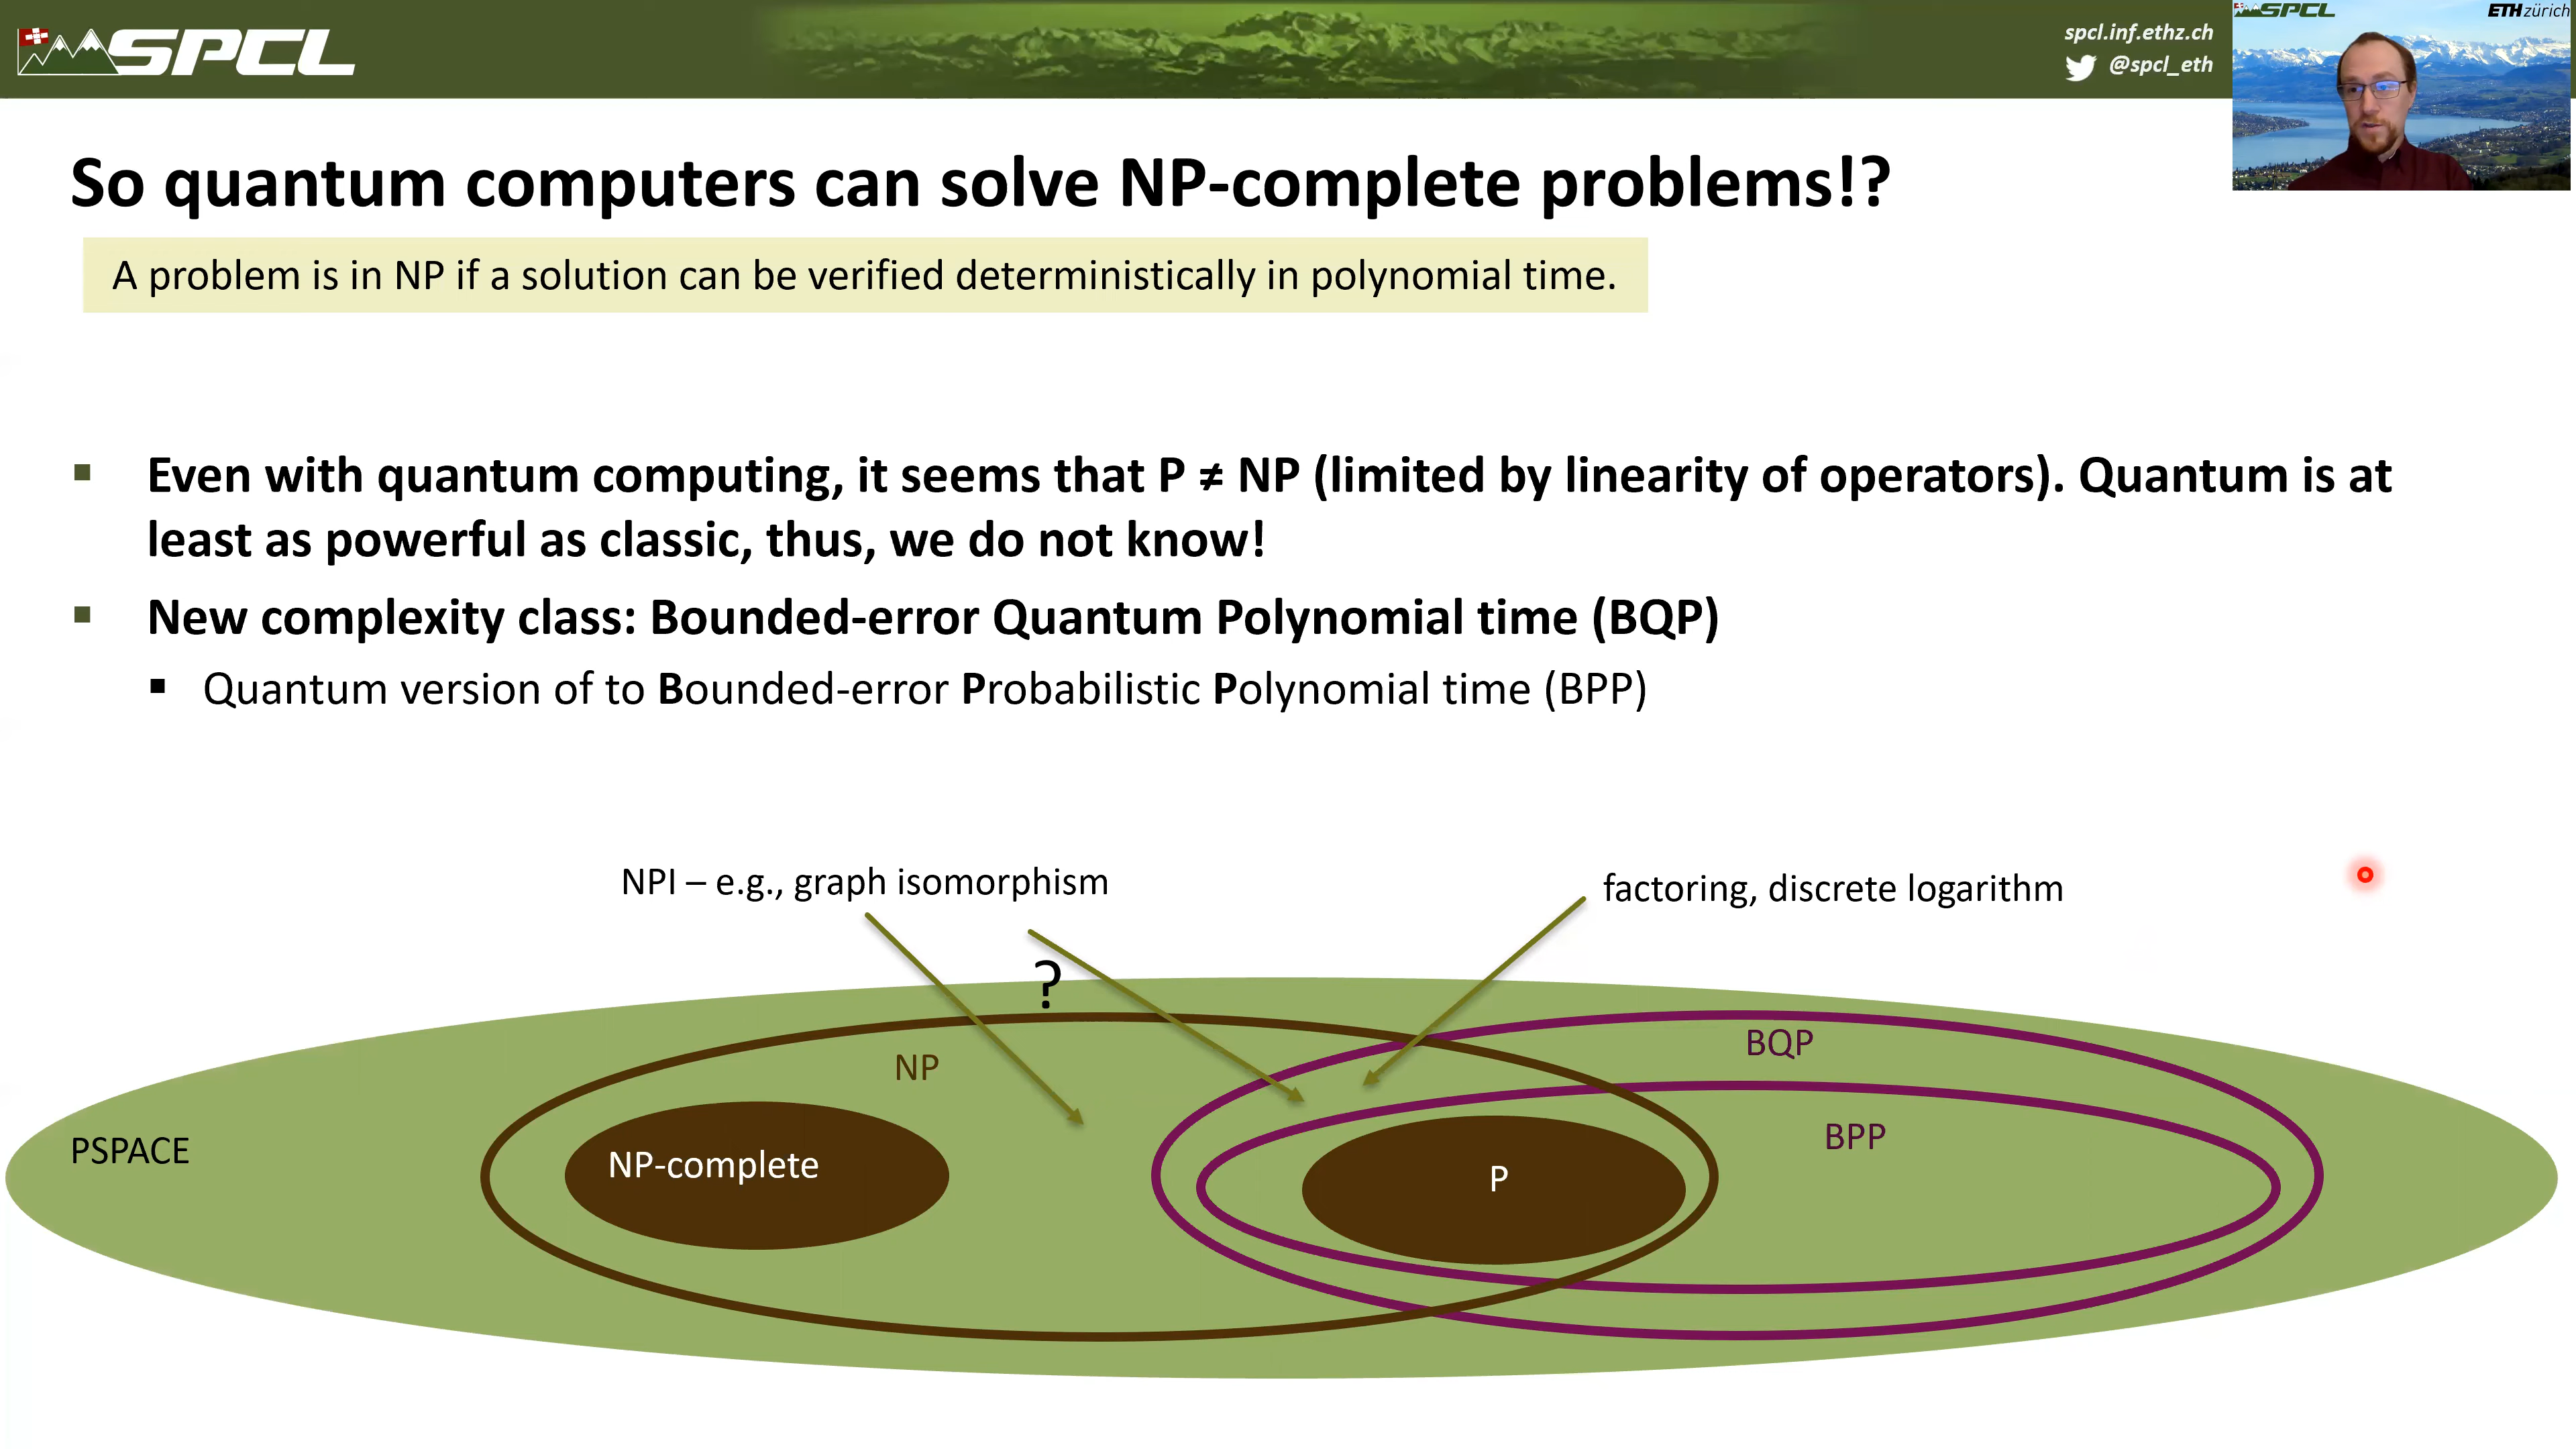 SPCL
spcl.inf.ethz.ch
@spcl_eth
SPCL
ETH zürich
So quantum computers can solve NP-complete problems!?
A problem is in NP if a solution can be verified deterministically in polynomial time.
Even with quantum computing, it seems that P ≠ NP (limited by linearity of operators). Quantum is at
least as powerful as classic, thus, we do not know!
New complexity class: Bounded-error Quantum Polynomial time (BQP)
Quantum version of to Bounded-error Probabilistic Polynomial time (BPP)
NPI – e.g., graph isomorphism
factoring, discrete logarithm
?
BQP
NP
BPP
PSPACE
NP-complete
P